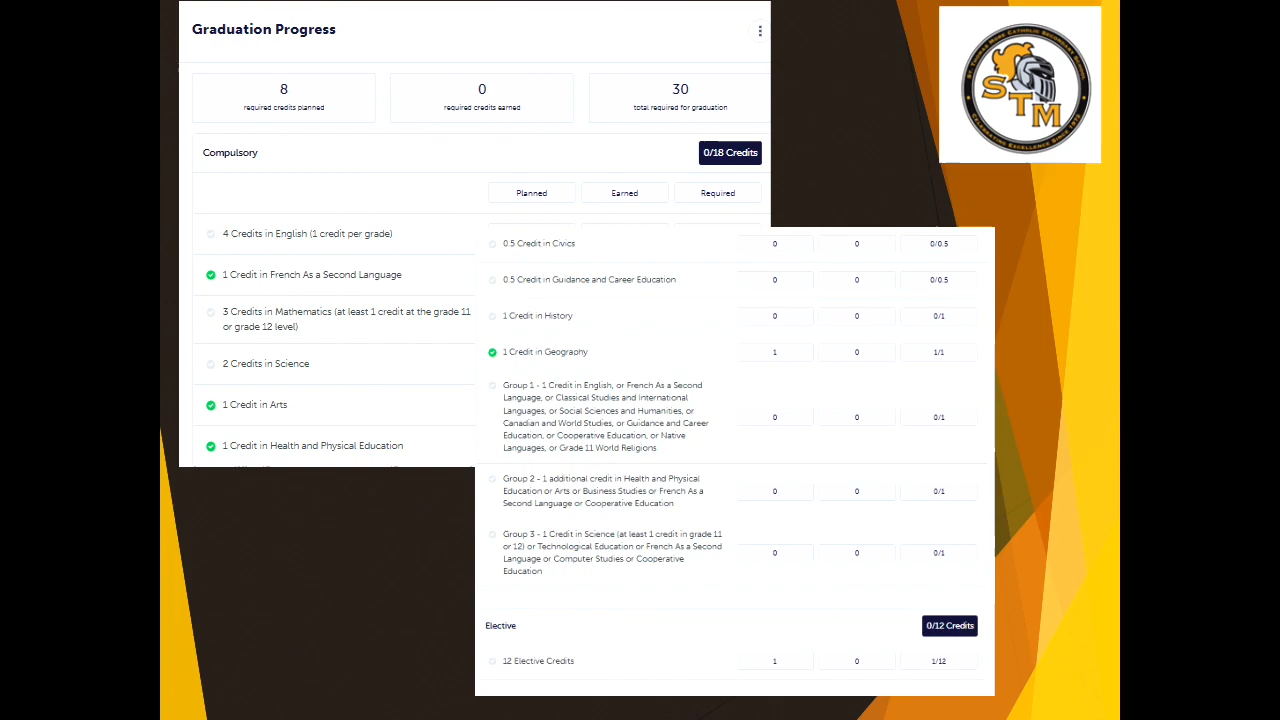 Graduation Progress
8
0
30
required credits planned
required credits earned
total required for graduation
Compulsory
0/18 Credits
Planned
Earned
Required
4 Credits in English (1 credit per grade)
1 Credit in French As a Second Language
3 Credits in Mathematics (at least 1 credit at the grade 11
or grade 12 level)
2 Credits in Science
1 Credit in Arts
1 Credit in Health and Physical Education
0.5 Credit in Civics
0
0
0/0.5
0.5 Credit in Guidance and Career Education
0
0
0/0.5
1 Credit in History
0
0
0/1
1 Credit in Geography
1
0
1/1
Group 1 - 1 Credit in English, or French As a Second
Language, or Classical Studies and International
Languages, or Social Sciences and Humanities, or
Canadian and World Studies, or Guidance and Career
Education, or Cooperative Education, or Native
Languages, or Grade 11 World Religions
0
0
0/1
Group 2 - 1 additional credit in Health and Physical
Education or Arts or Business Studies or French As a
Second Language or Cooperative Education
0
0
0/1
Group 3 - 1 Credit in Science (at least 1 credit in grade 11
or 12) or Technological Education or French As a Second
Language or Computer Studies or Cooperative
Education
0
0
0/1
Elective
0/12 Credits
12 Elective Credits
1
0
1/12
ST. THOMAS MORE CATHOLIC SECONDARY SCHOOL
STM